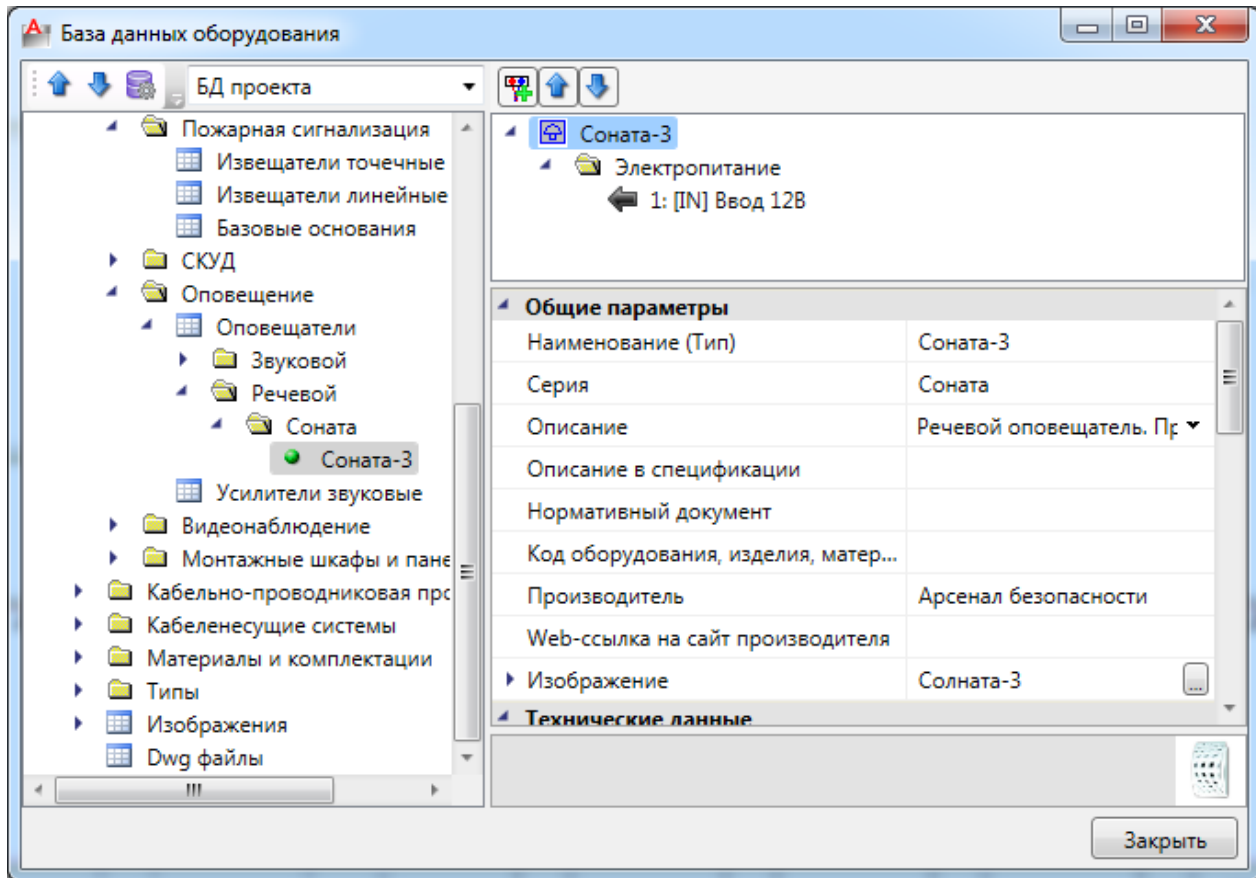 База данных оборудования
БД проекта
Пожарная сигнализация
Извещатели точечные
Извещатели линейные
Базовые основания
СКУД
Оповещение
Оповещатели
Звуковой
Речевой
Соната
Соната-3
Усилители звуковые
Видеонаблюдение
Монтажные шкафы и пане
Кабельно-проводниковая про
Кабеленесущие системы
Материалы и комплектации
Типы
Изображения
Dwg файлы
Соната-3
Электропитание
1: [IN] Ввод 12В
Общие параметры
Наименование (Тип) Соната-3
Серия Соната
Описание Речевой оповещатель. Пр
Описание в спецификации
Нормативный документ
Код оборудования, изделия, матер...
Производитель Арсенал безопасности
Web-ссылка на сайт производителя
Изображение Солната-3 ...
Технические данные
Закрыть